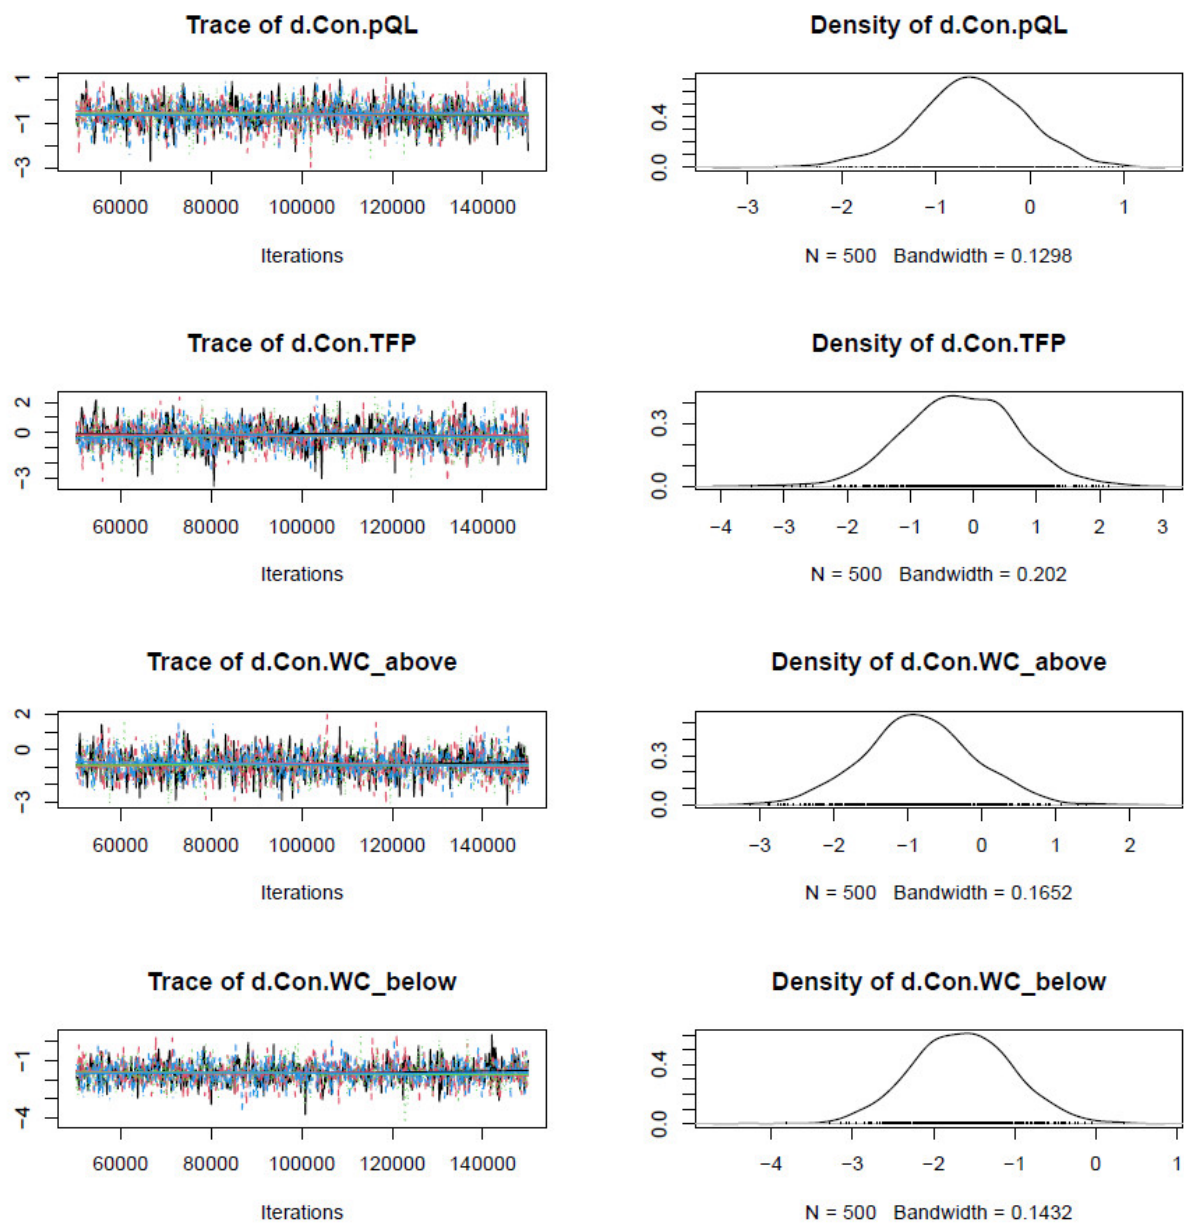 Trace of d.Con.pQL
1
−1
−3
60000 80000 100000 120000 140000
Iterations
Density of d.Con.pQL
0.4
0.0
−3 −2 −1 0 1
N = 500 Bandwidth = 0.1298
Trace of d.Con.TFP
2
0
−3
60000 80000 100000 120000 140000
Iterations
Density of d.Con.TFP
0.3
0.0
−4 −3 −2 −1 0 1 2 3
N = 500 Bandwidth = 0.202
Trace of d.Con.WC_above
2
0
−3
60000 80000 100000 120000 140000
Iterations
Density of d.Con.WC_above
0.3
0.0
−3 −2 −1 0 1 2
N = 500 Bandwidth = 0.1652
Trace of d.Con.WC_below
−1
−4
60000 80000 100000 120000 140000
Iterations
Density of d.Con.WC_below
0.4
0.0
−4 −3 −2 −1 0 1
N = 500 Bandwidth = 0.1432